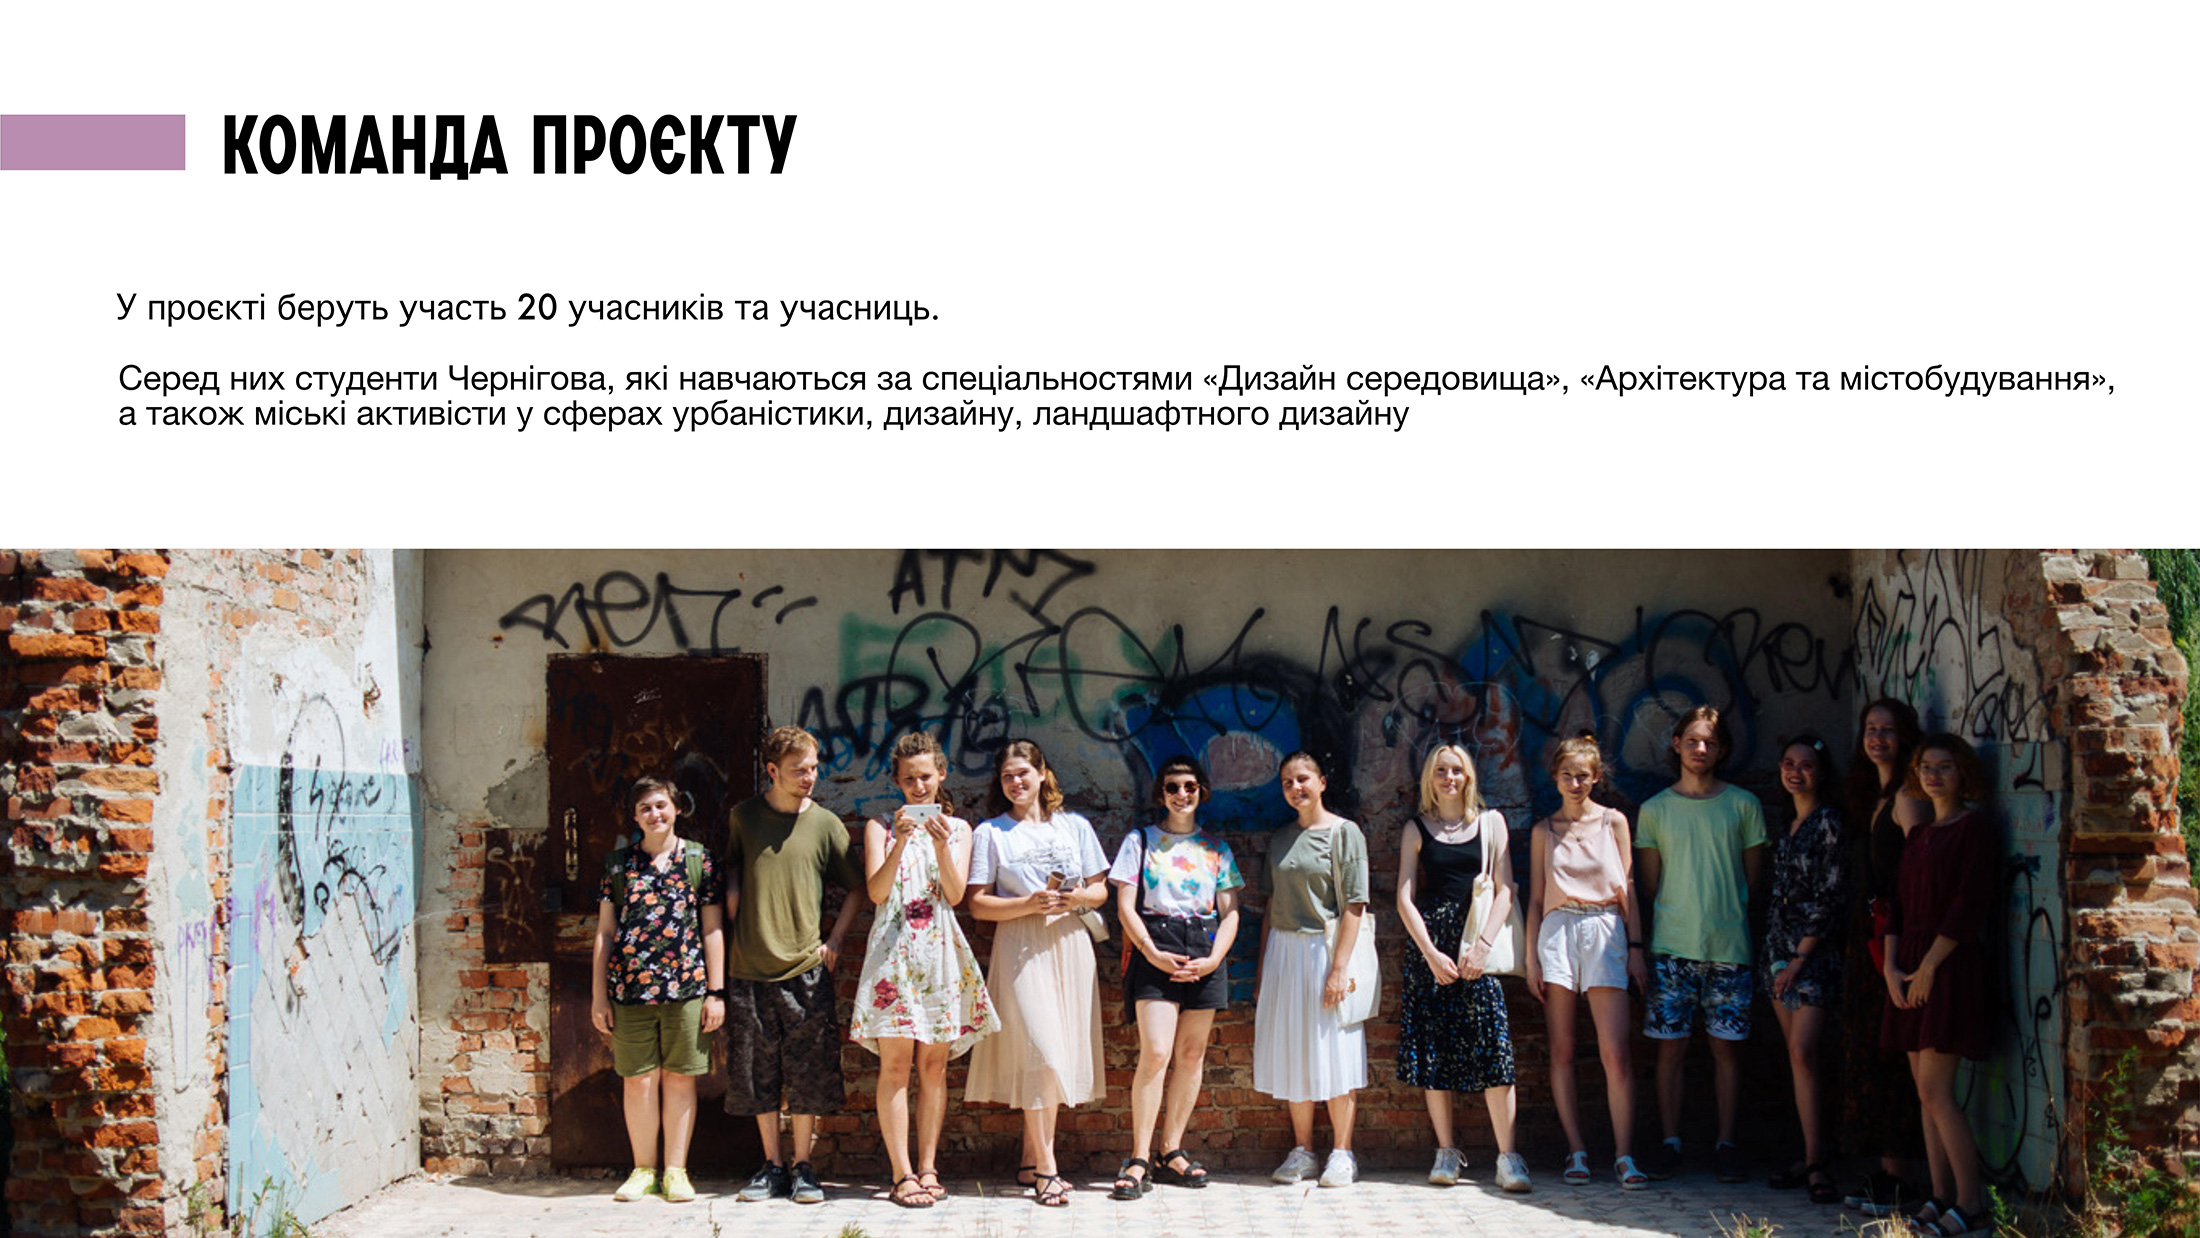 КОМАНДА ПРОЄКТУ
У проєкті беруть участь 20 учасників та учасниць.
Серед них студенти Чернігова, які навчаються за спеціальностями «Дизайн середовища», «Архітектура та містобудування»,
а також міські активісти у сферах урбаністики, дизайну, ландшафтного дизайну